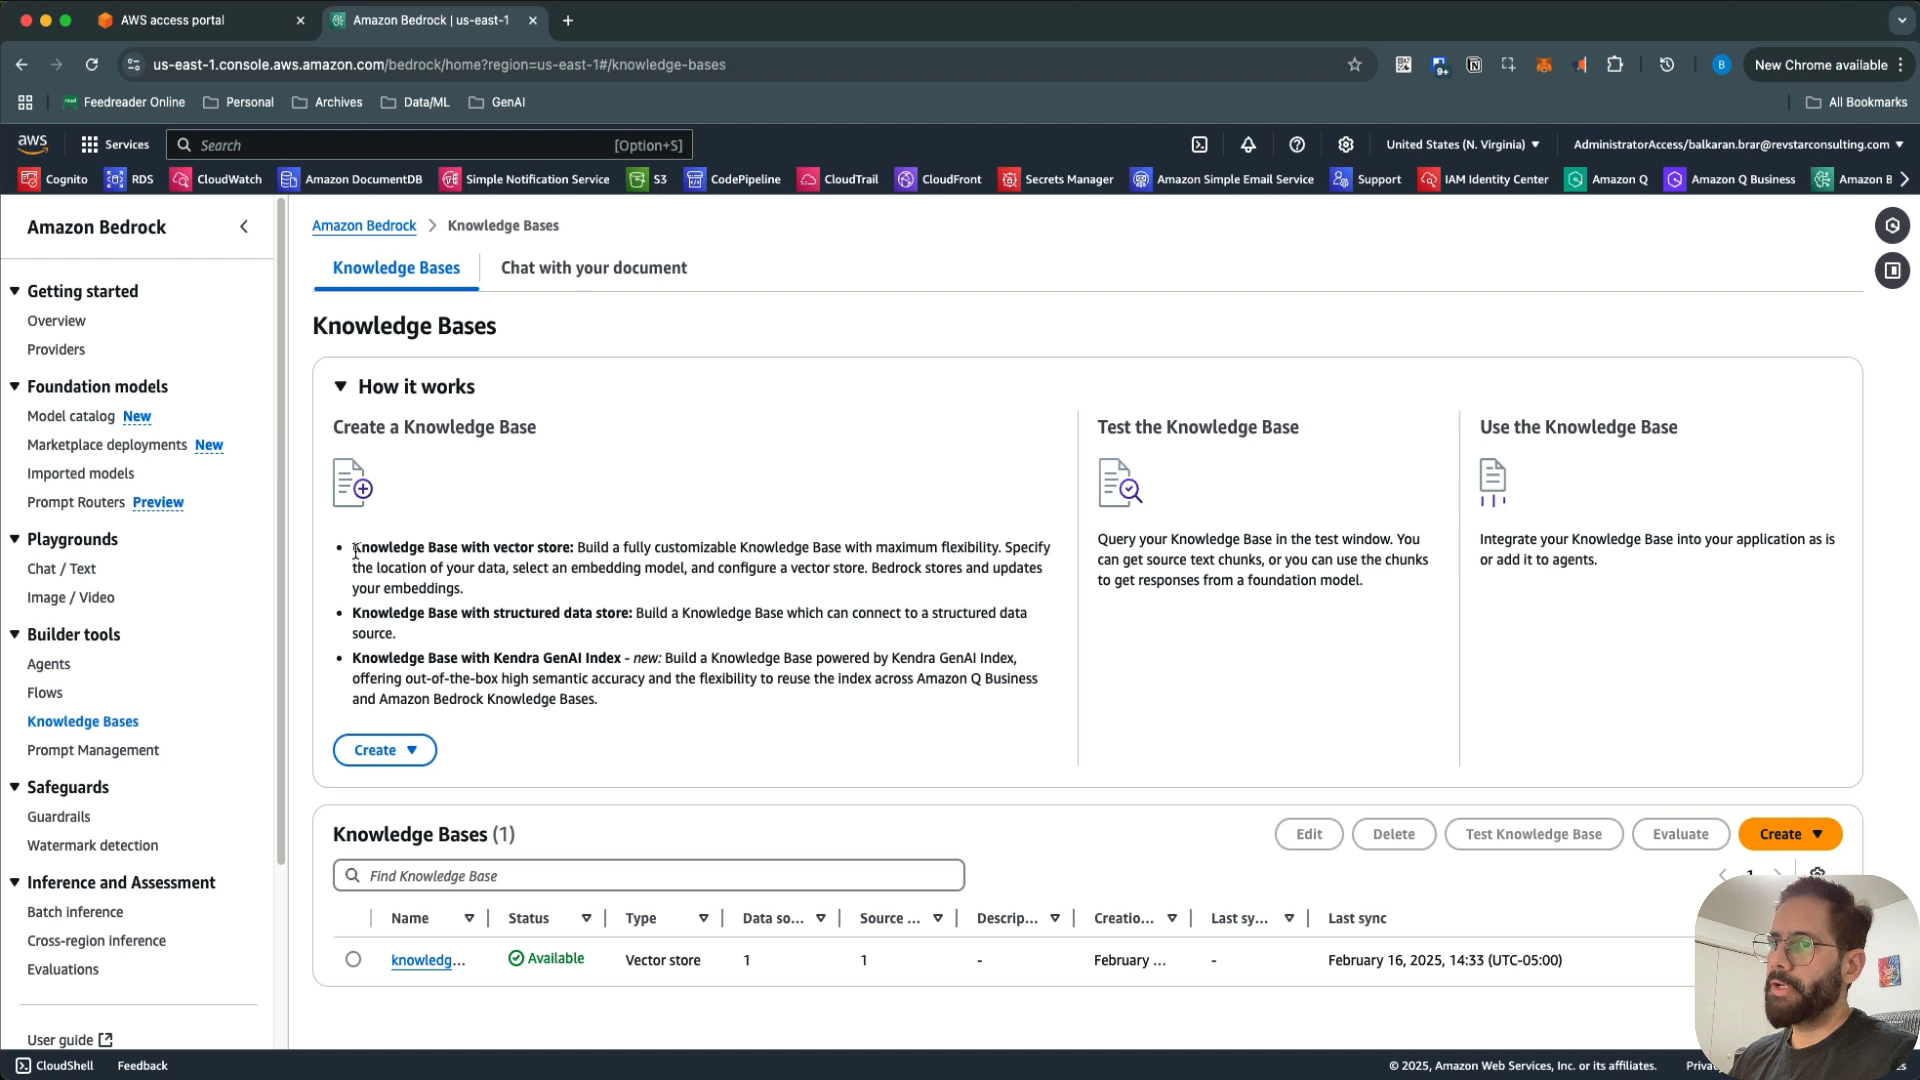 AWS access portal
Amazon Bedrock | us-east-1
us-east-1.console.aws.amazon.com/bedrock/home?region=us-east-1#/knowledge-bases
9+
B
New Chrome available
Feedreader Online
Personal
Archives
Data/ML
GenAI
All Bookmarks
aws
Services
Search
[Option+S]
United States (N. Virginia)
AdministratorAccess/balkaran.brar@revstarconsulting.com
Cognito
RDS
CloudWatch
Amazon DocumentDB
Simple Notification Service
S3
CodePipeline
CloudTrail
CloudFront
Secrets Manager
Amazon Simple Email Service
Support
IAM Identity Center
Amazon Q
Amazon Q Business
Amazon B
Amazon Bedrock
Getting started
Overview
Providers
Foundation models
Model catalog New
Marketplace deployments New
Imported models
Prompt Routers Preview
Playgrounds
Chat / Text
Image / Video
Builder tools
Agents
Flows
Knowledge Bases
Prompt Management
Safeguards
Guardrails
Watermark detection
Inference and Assessment
Batch inference
Cross-region inference
Evaluations
User guide
Amazon Bedrock > Knowledge Bases
Knowledge Bases
Chat with your document
Knowledge Bases
How it works
Create a Knowledge Base
• Knowledge Base with vector store: Build a fully customizable Knowledge Base with maximum flexibility. Specify
the location of your data, select an embedding model, and configure a vector store. Bedrock stores and updates
your embeddings.
• Knowledge Base with structured data store: Build a Knowledge Base which can connect to a structured data
source.
• Knowledge Base with Kendra GenAI Index - new: Build a Knowledge Base powered by Kendra GenAI Index,
offering out-of-the-box high semantic accuracy and the flexibility to reuse the index across Amazon Q Business
and Amazon Bedrock Knowledge Bases.
Create
Test the Knowledge Base
Query your Knowledge Base in the test window. You
can get source text chunks, or you can use the chunks
to get responses from a foundation model.
Use the Knowledge Base
Integrate your Knowledge Base into your application as is
or add it to agents.
Knowledge Bases (1)
Edit
Delete
Test Knowledge Base
Evaluate
Create
Find Knowledge Base
1
Name
Status
Type
Data so...
Source ...
Descrip...
Creatio...
Last sy...
Last sync
knowledg...
Available
Vector store
1
1
-
February ...
-
February 16, 2025, 14:33 (UTC-05:00)
CloudShell
Feedback
© 2025, Amazon Web Services, Inc. or its affiliates.